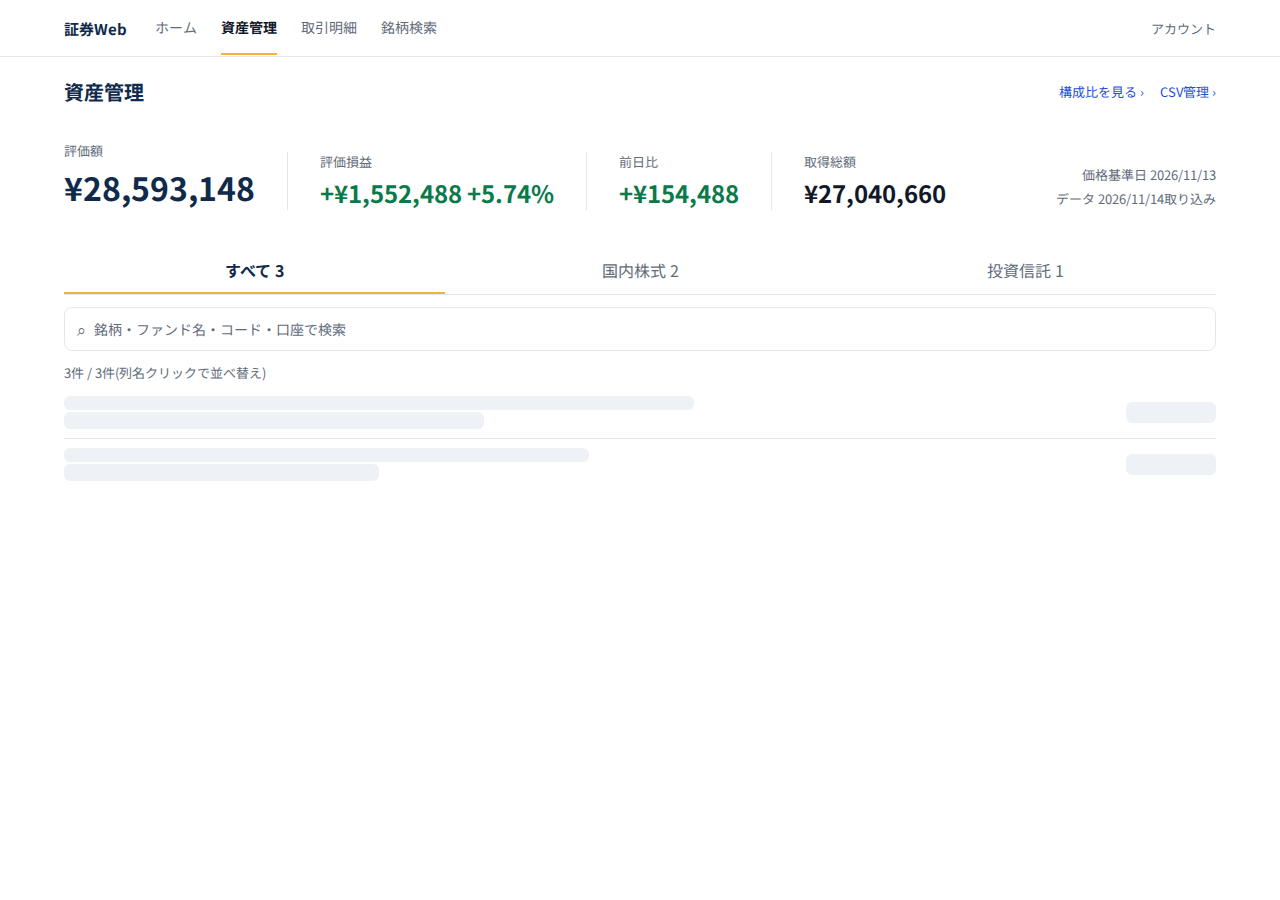 証券Web ホーム 資産管理 取引明細 銘柄検索 アカウント
資産管理 構成比を見る › CSV管理 ›
評価額 評価損益 前日比 取得総額
¥28,593,148 +¥1,552,488 +5.74% +¥154,488 ¥27,040,660
価格基準日 2026/11/13
データ 2026/11/14取り込み
すべて 3 国内株式 2 投資信託 1
銘柄・ファンド名・コード・口座で検索
3件 / 3件(列名クリックで並べ替え)